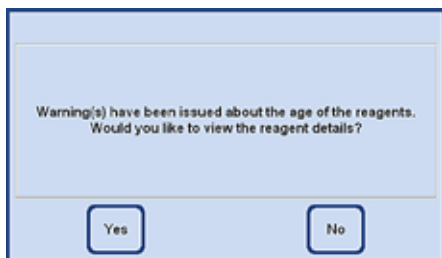 Warning(s) have been issued about the age of the reagents.
Would you like to view the reagent details?
Yes
No